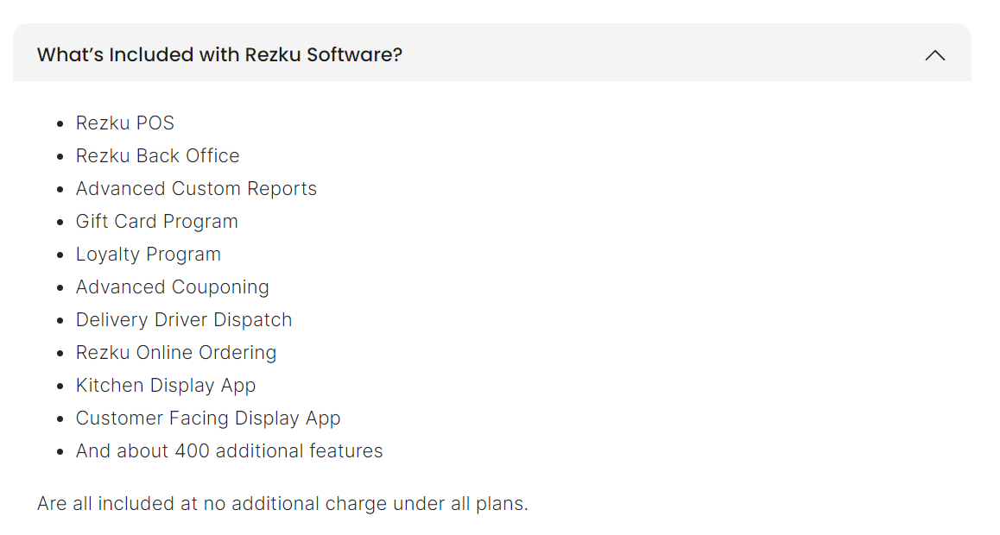 What’s Included with Rezku Software?
• Rezku POS
• Rezku Back Office
• Advanced Custom Reports
• Gift Card Program
• Loyalty Program
• Advanced Couponing
• Delivery Driver Dispatch
• Rezku Online Ordering
• Kitchen Display App
• Customer Facing Display App
• And about 400 additional features
Are all included at no additional charge under all plans.